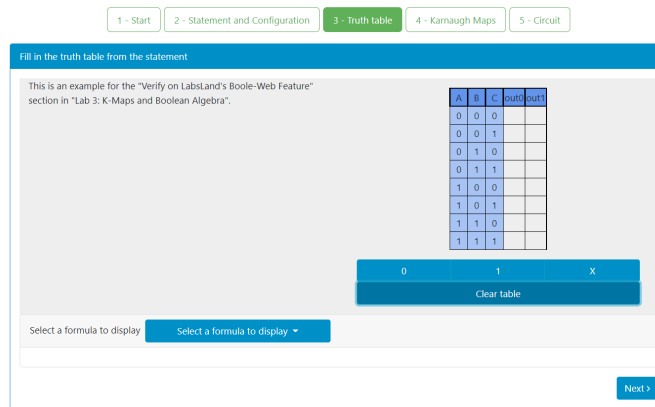 1 - Start 2 - Statement and Configuration 3 - Truth table 4 - Karnaugh Maps 5 - Circuit
Fill in the truth table from the statement
This is an example for the "Verify on LabsLand's Boole-Web Feature"
section in "Lab 3: K-Maps and Boolean Algebra".
A B C out0 out1
0 0 0
0 0 1
0 1 0
0 1 1
1 0 0
1 0 1
1 1 0
1 1 1
0 1 X
Clear table
Select a formula to display Select a formula to display
Next ›